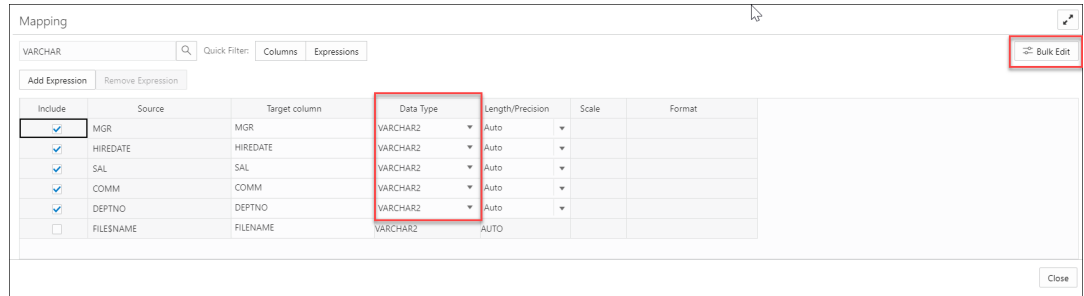 Mapping
VARCHAR Quick Filter: Columns Expressions Bulk Edit
Add Expression Remove Expression
Include Source Target column Data Type Length/Precision Scale Format
MGR MGR VARCHAR2 Auto
HIREDATE HIREDATE VARCHAR2 Auto
SAL SAL VARCHAR2 Auto
COMM COMM VARCHAR2 Auto
DEPTNO DEPTNO VARCHAR2 Auto
FILE$NAME FILENAME VARCHAR2 AUTO
Close